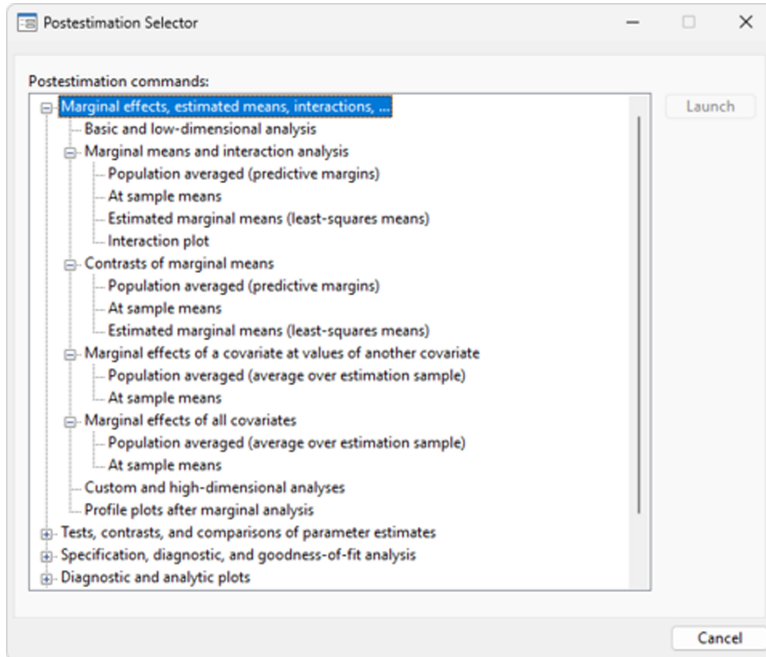 Postestimation Selector
Postestimation commands:
Marginal effects, estimated means, interactions, ...
Launch
Basic and low-dimensional analysis
Marginal means and interaction analysis
Population averaged (predictive margins)
At sample means
Estimated marginal means (least-squares means)
Interaction plot
Contrasts of marginal means
Population averaged (predictive margins)
At sample means
Estimated marginal means (least-squares means)
Marginal effects of a covariate at values of another covariate
Population averaged (average over estimation sample)
At sample means
Marginal effects of all covariates
Population averaged (average over estimation sample)
At sample means
Custom and high-dimensional analyses
Profile plots after marginal analysis
Tests, contrasts, and comparisons of parameter estimates
Specification, diagnostic, and goodness-of-fit analysis
Diagnostic and analytic plots
Cancel